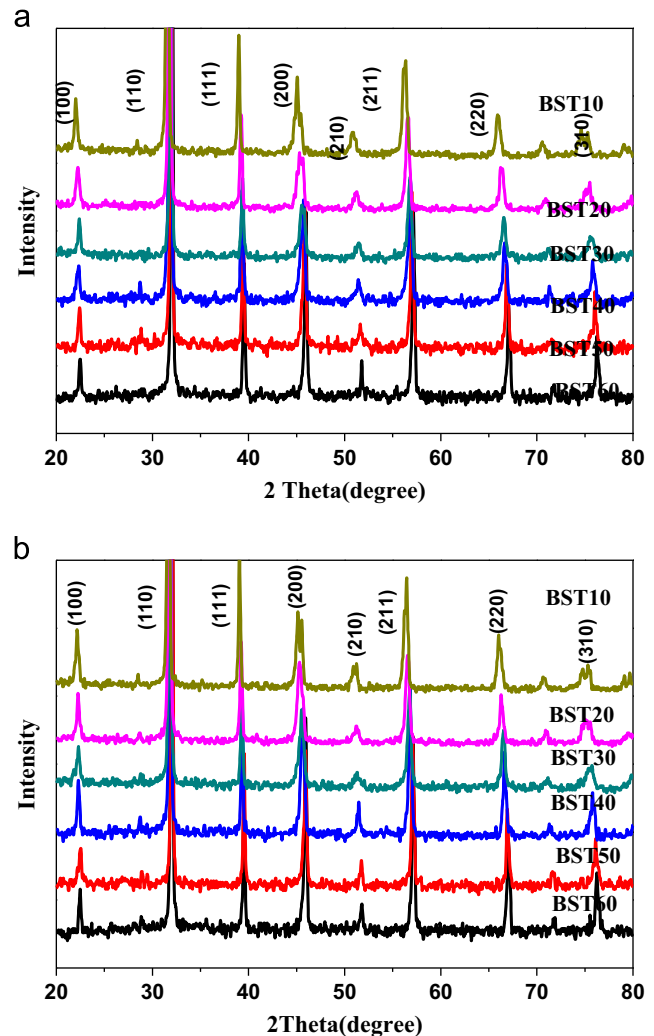 a
(100)
(110)
(111)
(200)
(210)
(211)
(220)
(310)
BST10
BST20
BST30
BST40
BST50
BST60
Intensity
20 30 40 50 60 70 80
2 Theta(degree)
b
(100)
(110)
(111)
(200)
(210)
(211)
(220)
(310)
BST10
BST20
BST30
BST40
BST50
BST60
Intensity
20 30 40 50 60 70 80
2Theta(degree)